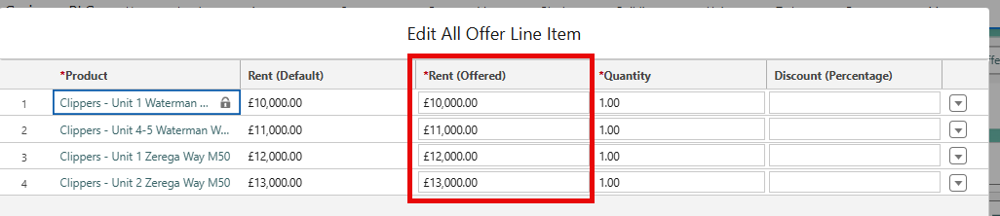 Edit All Offer Line Item
*Product Rent (Default) *Rent (Offered) *Quantity Discount (Percentage)
1 Clippers - Unit 1 Waterman ... £10,000.00 £10,000.00 1.00
2 Clippers - Unit 4-5 Waterman W... £11,000.00 £11,000.00 1.00
3 Clippers - Unit 1 Zerega Way M50 £12,000.00 £12,000.00 1.00
4 Clippers - Unit 2 Zerega Way M50 £13,000.00 £13,000.00 1.00